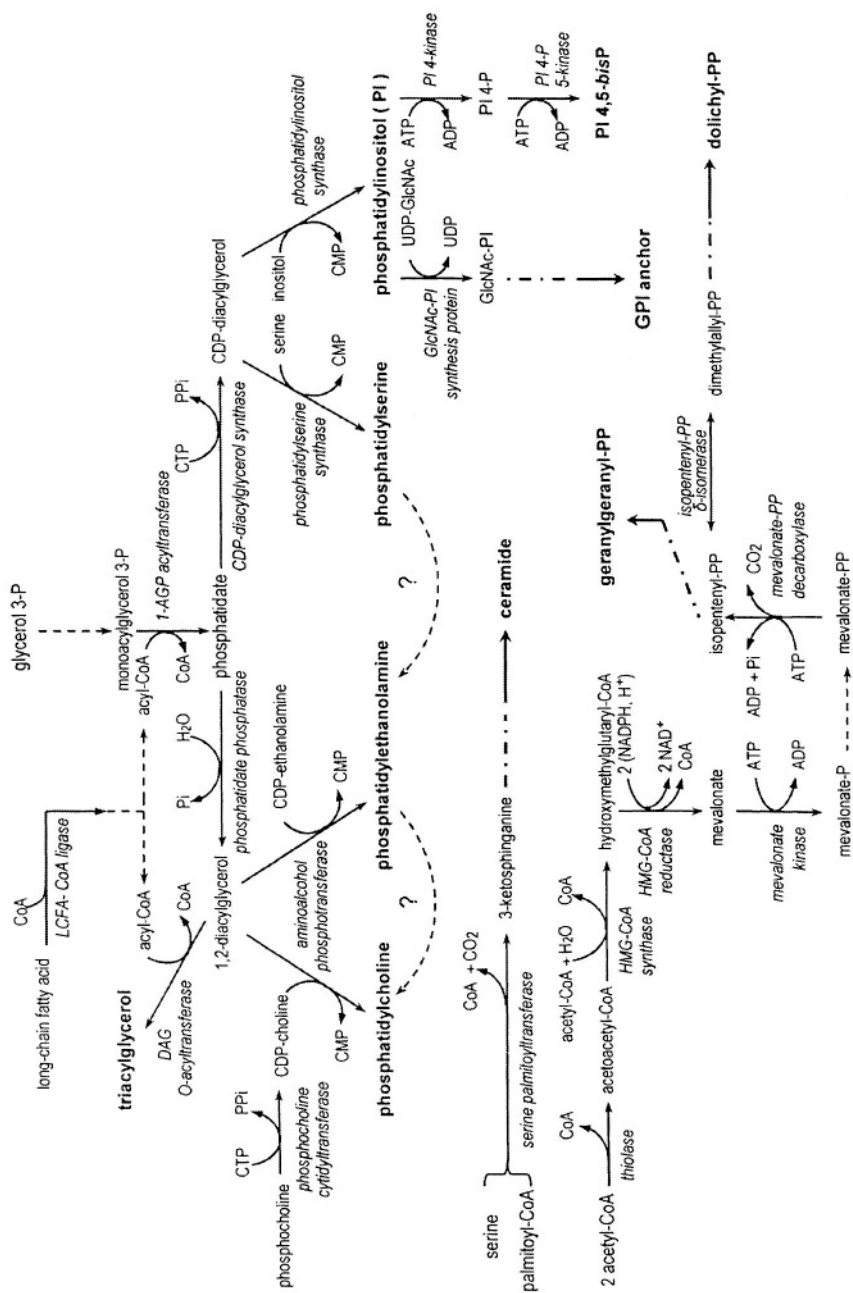 glycerol 3-P
long-chain fatty acid
CoA
LCFA- CoA ligase
acyl-CoA
acyl-CoA
monoacylglycerol 3-P
CoA
1-AGP acyltransferase
triacylglycerol
DAG
O-acyltransferase
CoA
1,2-diacylglycerol
Pi
H2O
phosphatidate phosphatase
phosphatidate
CTP
PPi
CDP-diacylglycerol synthase
CDP-diacylglycerol
CTP
PPi
phosphocholine
phosphocholine
cytidyltransferase
CDP-choline
CMP
aminoalcohol
phosphotransferase
CDP-ethanolamine
CMP
phosphatidylserine
synthase
serine
CMP
inositol
CMP
phosphatidylinositol
synthase
phosphatidylcholine
?
phosphatidylethanolamine
?
phosphatidylserine
phosphatidylinositol ( PI )
UDP-GlcNAc
UDP
GlcNAc-PI
synthesis protein
GlcNAc-PI
GPI anchor
ATP
ADP
PI 4-kinase
PI 4-P
ATP
ADP
PI 4-P
5-kinase
PI 4,5-bisP
serine
palmitoyl-CoA
CoA + CO2
serine palmitoyltransferase
3-ketosphinganine
ceramide
2 acetyl-CoA
CoA
thiolase
acetoacetyl-CoA
acetyl-CoA + H2O
CoA
HMG-CoA
synthase
hydroxymethylglutaryl-CoA
HMG-CoA
reductase
2 (NADPH, H+)
2 NAD+
CoA
mevalonate
mevalonate
kinase
ATP
ADP
mevalonate-P
mevalonate-PP
ATP
ADP + Pi
CO2
mevalonate-PP
decarboxylase
isopentenyl-PP
geranylgeranyl-PP
isopentenyl-PP
δ-isomerase
dimethylallyl-PP
dolichyl-PP